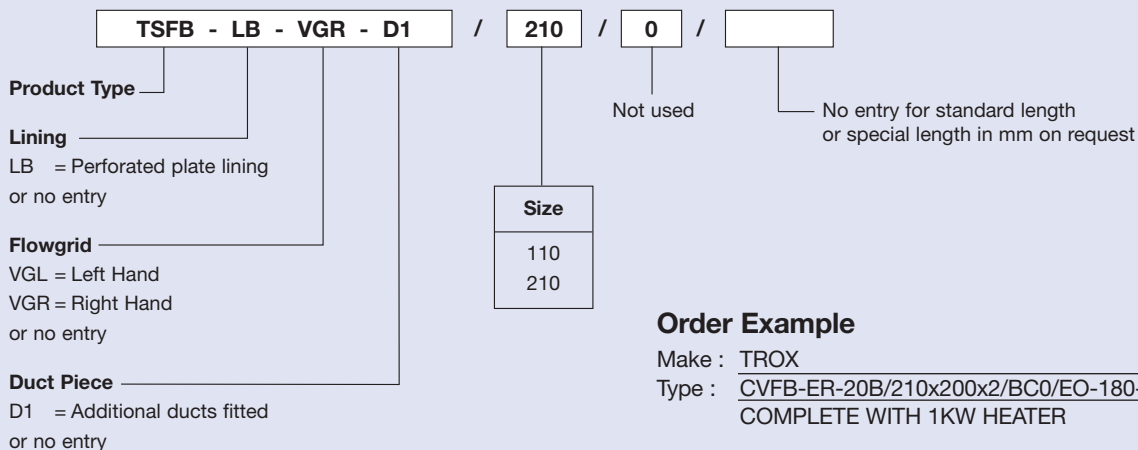 TSFB - LB - VGR - D1 / 210 / 0 /
Product Type
Not used
No entry for standard length
or special length in mm on request
Lining
LB = Perforated plate lining
or no entry
Size
110
210
Flowgrid
VGL = Left Hand
VGR = Right Hand
or no entry
Duct Piece
D1 = Additional ducts fitted
or no entry
Order Example
Make : TROX
Type : CVFB-ER-20B/210x200x2/BC0/EO-180-
COMPLETE WITH 1KW HEATER